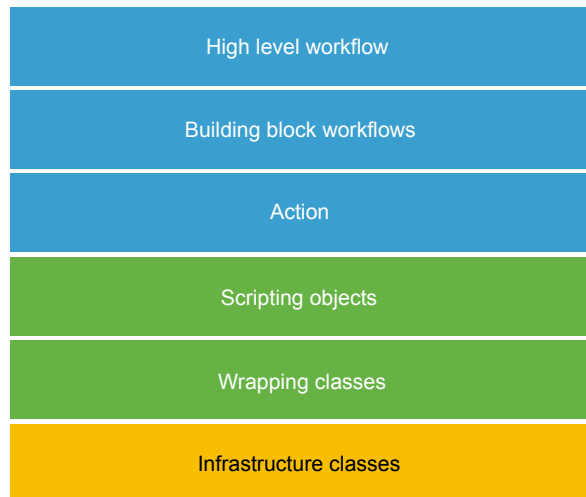 High level workflow
Building block workflows
Action
Scripting objects
Wrapping classes
Infrastructure classes